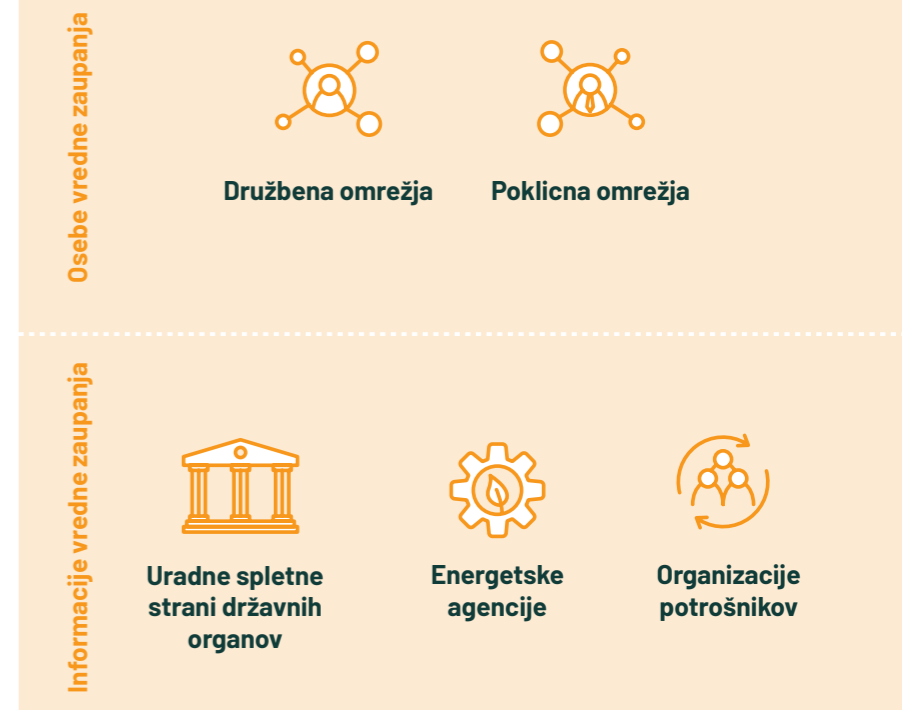 Osebe vredne zaupanja
Družbena omrežja
Poklicna omrežja
Informacije vredne zaupanja
Uradne spletne
strani državnih
organov
Energetske
agencije
Organizacije
potrošnikov